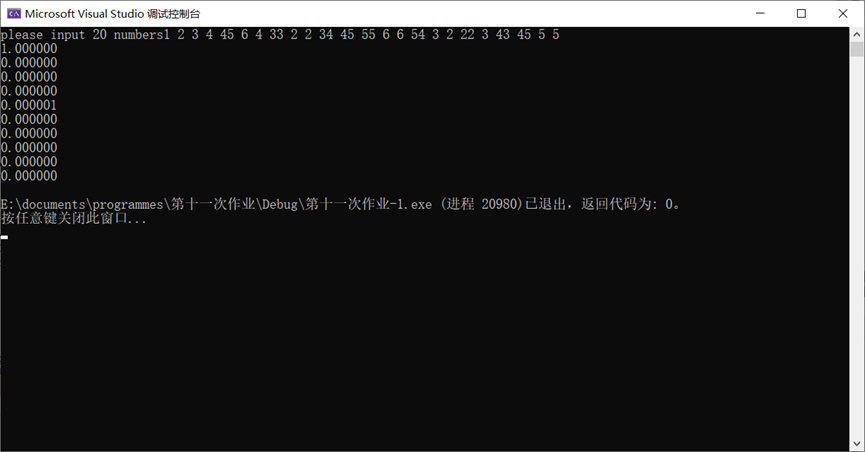 Microsoft Visual Studio 调试控制台
please input 20 numbers1 2 3 4 45 6 4 33 2 2 34 45 55 6 6 54 3 2 22 3 43 45 5 5
1.000000
0.000000
0.000000
0.000000
0.000001
0.000000
0.000000
0.000000
0.000000
0.000000
E:\documents\programmes\第十一次作业\Debug\第十一次作业-1.exe (进程 20980)已退出，返回代码为: 0。
按任意键关闭此窗口...